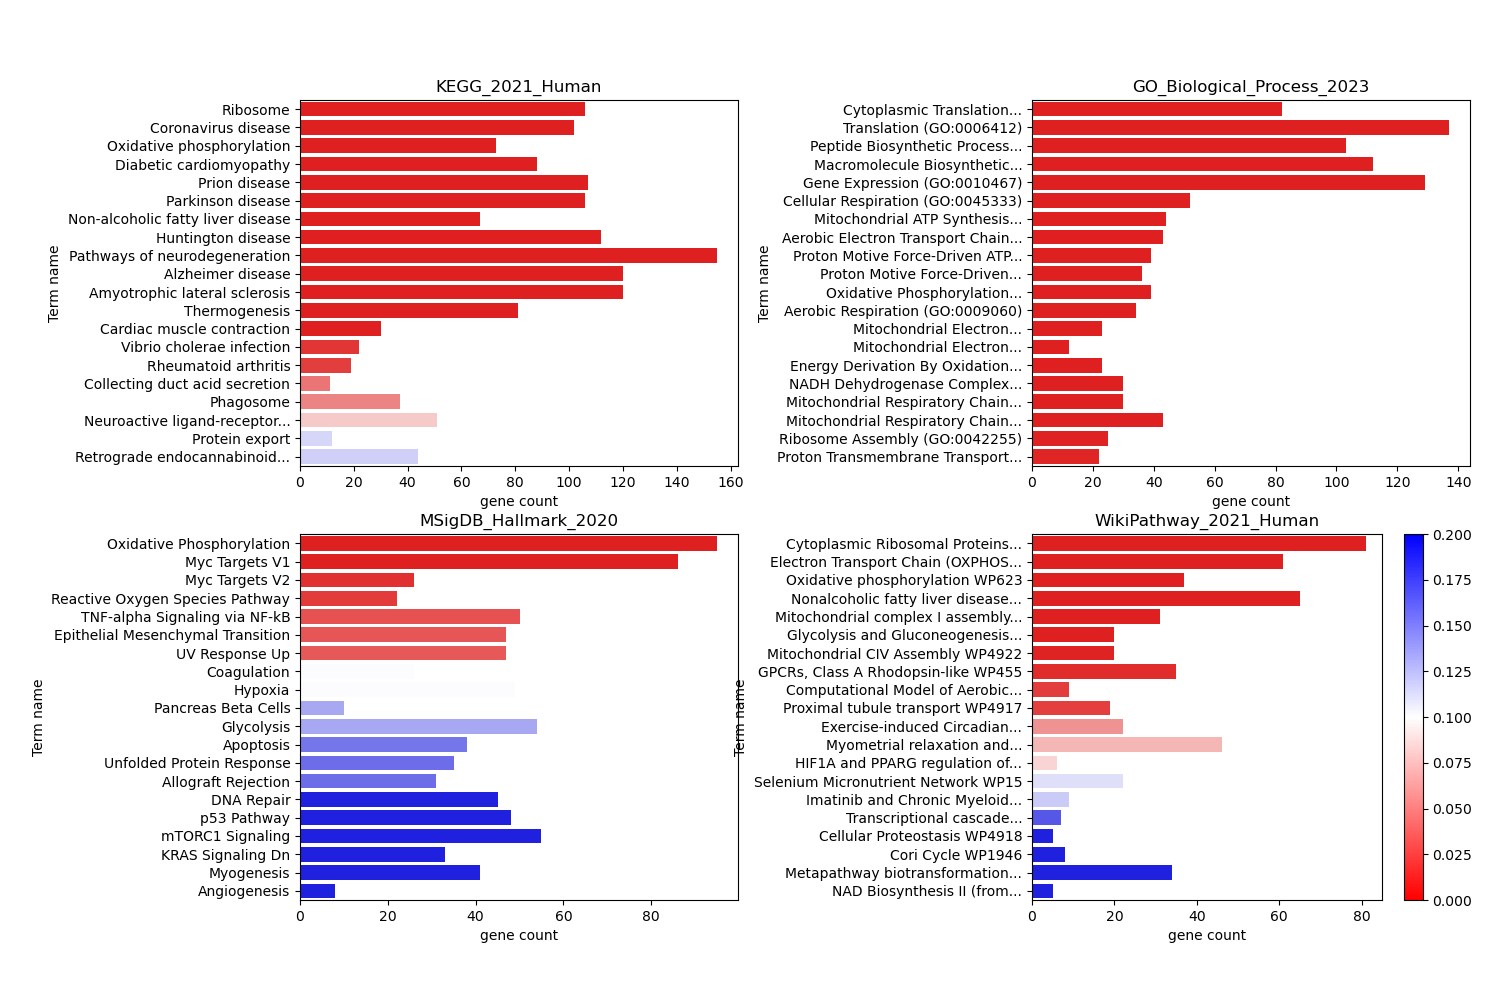 KEGG_2021_Human
Ribosome
Coronavirus disease
Oxidative phosphorylation
Diabetic cardiomyopathy
Prion disease
Parkinson disease
Non-alcoholic fatty liver disease
Huntington disease
Pathways of neurodegeneration
Alzheimer disease
Amyotrophic lateral sclerosis
Thermogenesis
Cardiac muscle contraction
Vibrio cholerae infection
Rheumatoid arthritis
Collecting duct acid secretion
Phagosome
Neuroactive ligand-receptor...
Protein export
Retrograde endocannabinoid...
Term name
0 20 40 60 80 100 120 140 160
gene count
GO_Biological_Process_2023
Cytoplasmic Translation...
Translation (GO:0006412)
Peptide Biosynthetic Process...
Macromolecule Biosynthetic...
Gene Expression (GO:0010467)
Cellular Respiration (GO:0045333)
Mitochondrial ATP Synthesis...
Aerobic Electron Transport Chain...
Proton Motive Force-Driven ATP...
Proton Motive Force-Driven...
Oxidative Phosphorylation...
Aerobic Respiration (GO:0009060)
Mitochondrial Electron...
Mitochondrial Electron...
Energy Derivation By Oxidation...
NADH Dehydrogenase Complex...
Mitochondrial Respiratory Chain...
Mitochondrial Respiratory Chain...
Ribosome Assembly (GO:0042255)
Proton Transmembrane Transport...
Term name
0 20 40 60 80 100 120 140
gene count
MSigDB_Hallmark_2020
Oxidative Phosphorylation
Myc Targets V1
Myc Targets V2
Reactive Oxygen Species Pathway
TNF-alpha Signaling via NF-kB
Epithelial Mesenchymal Transition
UV Response Up
Coagulation
Hypoxia
Pancreas Beta Cells
Glycolysis
Apoptosis
Unfolded Protein Response
Allograft Rejection
DNA Repair
p53 Pathway
mTORC1 Signaling
KRAS Signaling Dn
Myogenesis
Angiogenesis
Term name
0 20 40 60 80
gene count
WikiPathway_2021_Human
Cytoplasmic Ribosomal Proteins...
Electron Transport Chain (OXPHOS...
Oxidative phosphorylation WP623
Nonalcoholic fatty liver disease...
Mitochondrial complex I assembly...
Glycolysis and Gluconeogenesis...
Mitochondrial CIV Assembly WP4922
GPCRs, Class A Rhodopsin-like WP455
Computational Model of Aerobic...
Proximal tubule transport WP4917
Exercise-induced Circadian...
Myometrial relaxation and...
HIF1A and PPARG regulation of...
Selenium Micronutrient Network WP15
Imatinib and Chronic Myeloid...
Transcriptional cascade...
Cellular Proteostasis WP4918
Cori Cycle WP1946
Metapathway biotransformation...
NAD Biosynthesis II (from...
Term name
0 20 40 60 80
gene count
0.200
0.175
0.150
0.125
0.100
0.075
0.050
0.025
0.000